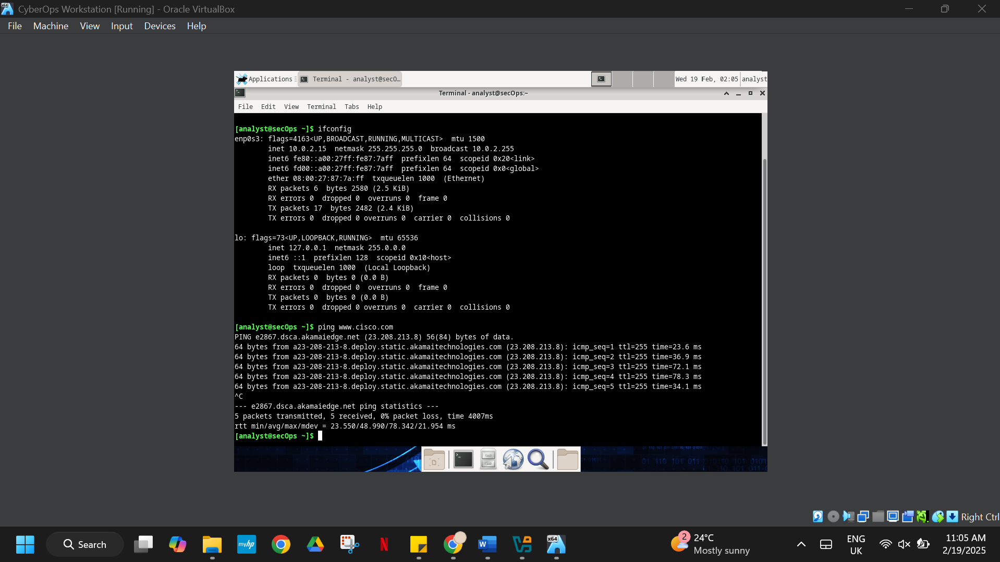 CyberOps Workstation [Running] - Oracle VirtualBox
File Machine View Input Devices Help
Applications Terminal - analyst@secO… Wed 19 Feb, 02:05 analyst
Terminal - analyst@secOps:~
File Edit View Terminal Tabs Help
[analyst@secOps ~]$ ifconfig
enp0s3: flags=4163<UP,BROADCAST,RUNNING,MULTICAST>  mtu 1500
        inet 10.0.2.15  netmask 255.255.255.0  broadcast 10.0.2.255
        inet6 fe80::a00:27ff:fe87:7aff  prefixlen 64  scopeid 0x20<link>
        inet6 fd00::a00:27ff:fe87:7aff  prefixlen 64  scopeid 0x0<global>
        ether 08:00:27:87:7a:ff  txqueuelen 1000  (Ethernet)
        RX packets 6  bytes 2580 (2.5 KiB)
        RX errors 0  dropped 0  overruns 0  frame 0
        TX packets 17  bytes 2482 (2.4 KiB)
        TX errors 0  dropped 0 overruns 0  carrier 0  collisions 0
lo: flags=73<UP,LOOPBACK,RUNNING>  mtu 65536
        inet 127.0.0.1  netmask 255.0.0.0
        inet6 ::1  prefixlen 128  scopeid 0x10<host>
        loop  txqueuelen 1000  (Local Loopback)
        RX packets 0  bytes 0 (0.0 B)
        RX errors 0  dropped 0  overruns 0  frame 0
        TX packets 0  bytes 0 (0.0 B)
        TX errors 0  dropped 0 overruns 0  carrier 0  collisions 0
[analyst@secOps ~]$ ping www.cisco.com
PING e2867.dsca.akamaiedge.net (23.208.213.8) 56(84) bytes of data.
64 bytes from a23-208-213-8.deploy.static.akamaitechnologies.com (23.208.213.8): icmp_seq=1 ttl=255 time=23.6 ms
64 bytes from a23-208-213-8.deploy.static.akamaitechnologies.com (23.208.213.8): icmp_seq=2 ttl=255 time=36.9 ms
64 bytes from a23-208-213-8.deploy.static.akamaitechnologies.com (23.208.213.8): icmp_seq=3 ttl=255 time=72.1 ms
64 bytes from a23-208-213-8.deploy.static.akamaitechnologies.com (23.208.213.8): icmp_seq=4 ttl=255 time=78.3 ms
64 bytes from a23-208-213-8.deploy.static.akamaitechnologies.com (23.208.213.8): icmp_seq=5 ttl=255 time=34.1 ms
^C
--- e2867.dsca.akamaiedge.net ping statistics ---
5 packets transmitted, 5 received, 0% packet loss, time 4007ms
rtt min/avg/max/mdev = 23.550/48.990/78.342/21.954 ms
[analyst@secOps ~]$
Right Ctrl
Search
myhp
x64
2
24°C
Mostly sunny
ENG
UK
11:05 AM
2/19/2025